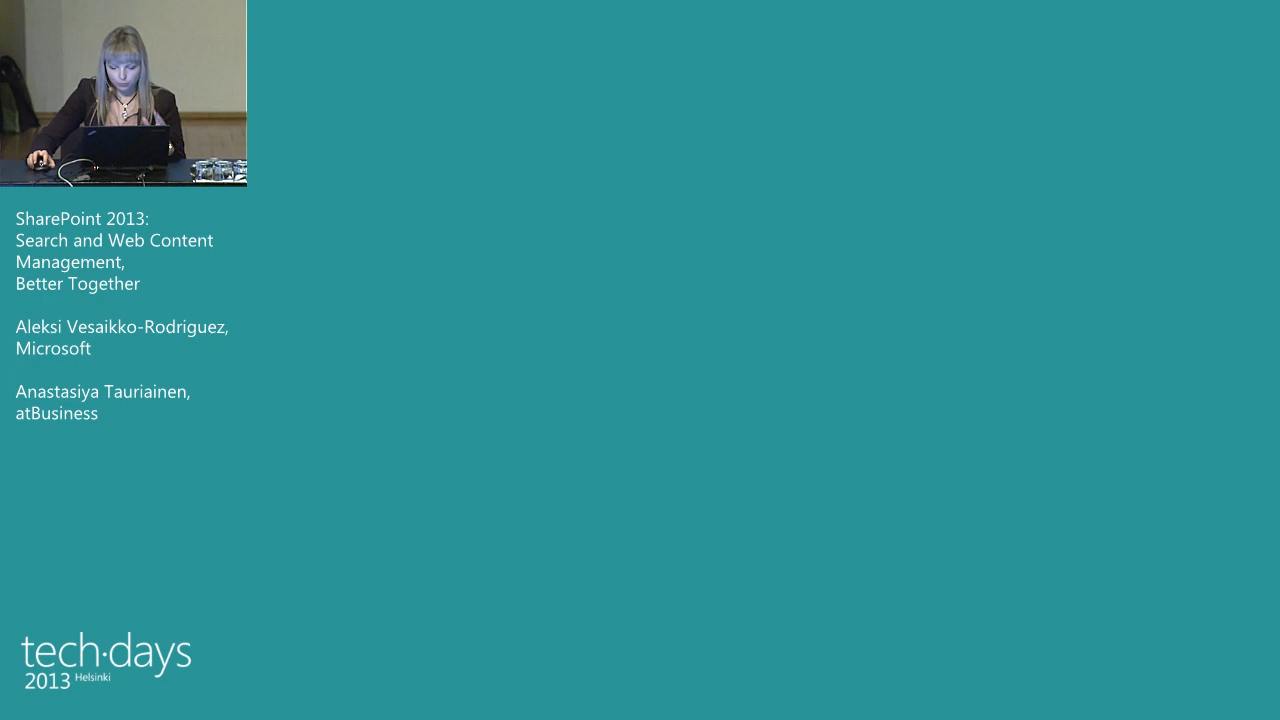 SharePoint 2013:
Search and Web Content
Management,
Better Together
Aleksi Vesaikko-Rodriguez,
Microsoft
Anastasiya Tauriainen,
atBusiness
tech·days
2013 Helsinki